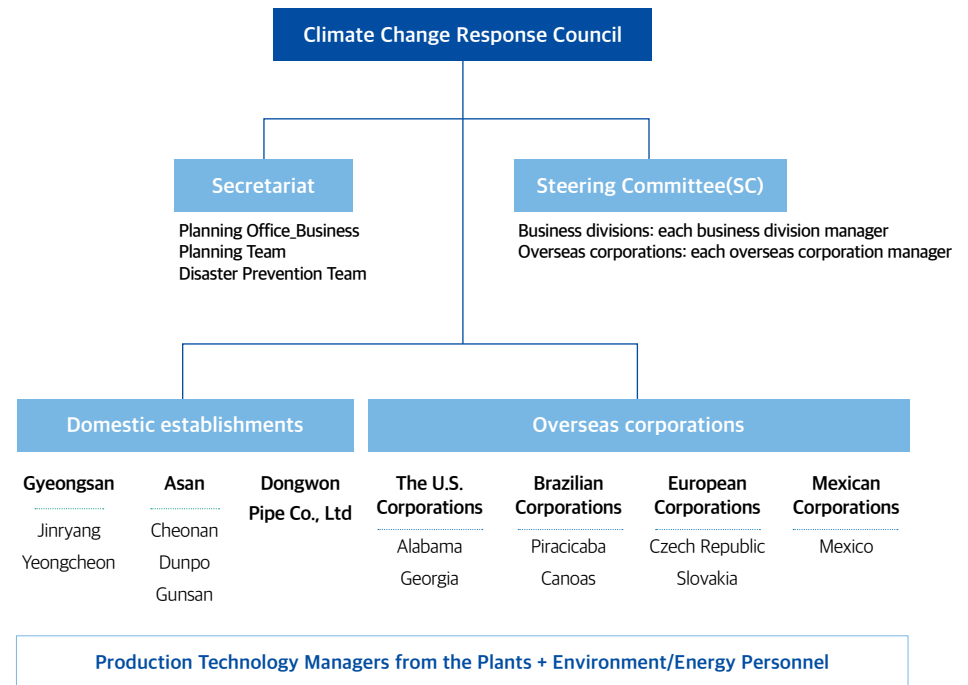 Climate Change Response Council
Secretariat
Planning Office_Business
Planning Team
Disaster Prevention Team
Steering Committee(SC)
Business divisions: each business division manager
Overseas corporations: each overseas corporation manager
Domestic establishments
Gyeongsan
Jinryang
Yeongcheon
Asan
Cheonan
Dunpo
Gunsan
Dongwon
Pipe Co., Ltd
Overseas corporations
The U.S.
Corporations
Alabama
Georgia
Brazilian
Corporations
Piracicaba
Canoas
European
Corporations
Czech Republic
Slovakia
Mexican
Corporations
Mexico
Production Technology Managers from the Plants + Environment/Energy Personnel